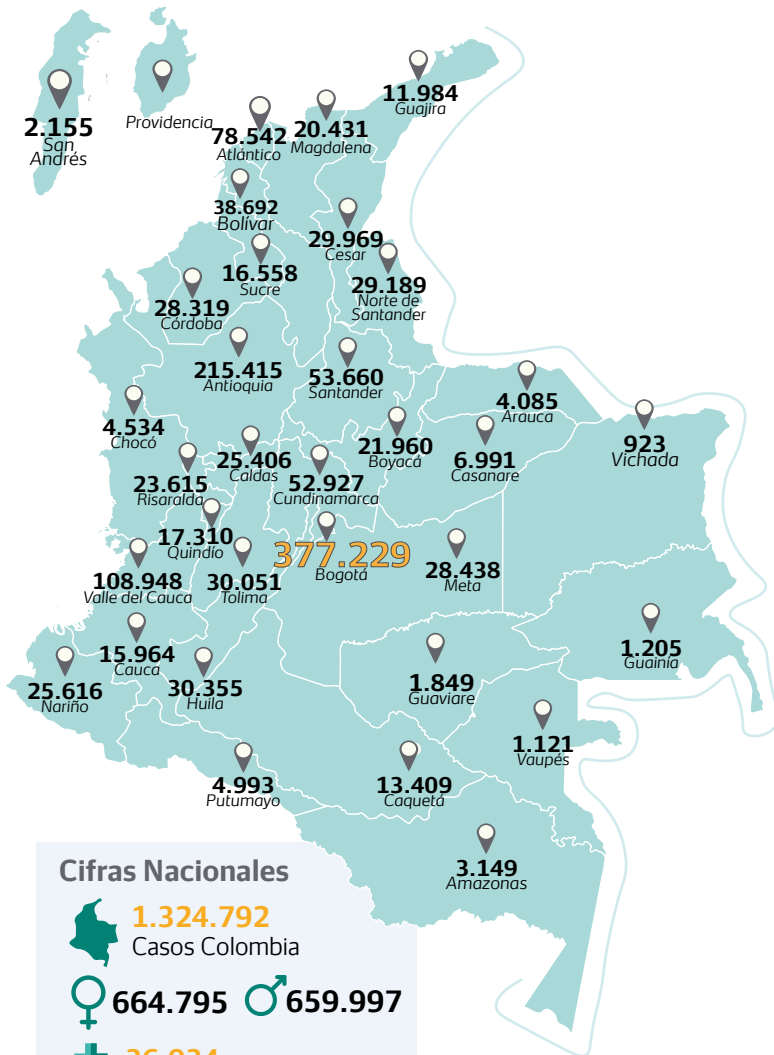 11.984
Guajira
2.155
San
Andrés
Providencia
78.542
Atlántico
20.431
Magdalena
38.692
Bolívar
29.969
Cesar
16.558
Sucre
29.189
Norte de
Santander
28.319
Córdoba
215.415
Antioquia
53.660
Santander
4.085
Arauca
4.534
Chocó
21.960
Boyacá
923
Vichada
25.406
Caldas
6.991
Casanare
23.615
Risaralda
52.927
Cundinamarca
17.310
Quindío
377.229
Bogotá
28.438
Meta
108.948
Valle del Cauca
30.051
Tolima
15.964
Cauca
1.205
Guainía
25.616
Nariño
30.355
Huila
1.849
Guaviare
1.121
Vaupés
4.993
Putumayo
13.409
Caquetá
3.149
Amazonas
Cifras Nacionales
1.324.792
Casos Colombia
664.795 659.997